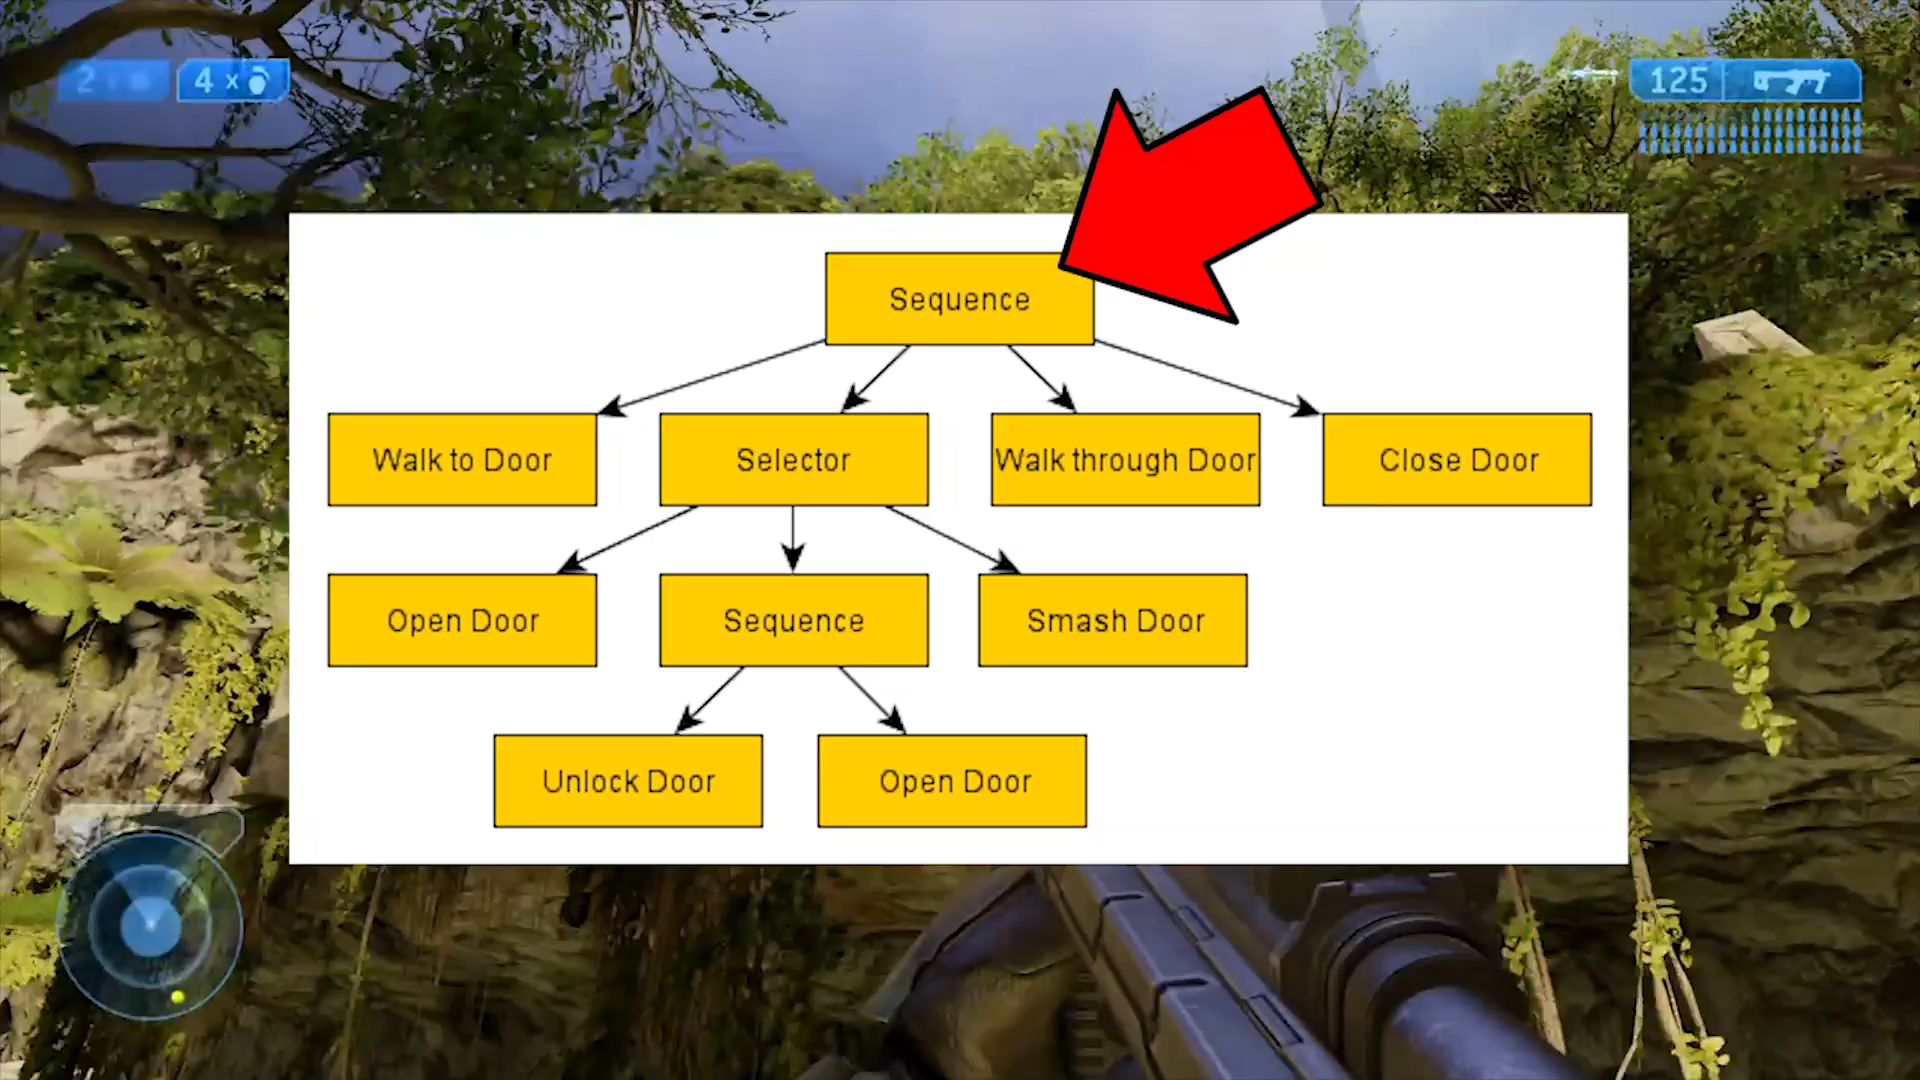 2
4 x
125
Sequence
Walk to Door
Selector
Walk through Door
Close Door
Open Door
Sequence
Smash Door
Unlock Door
Open Door